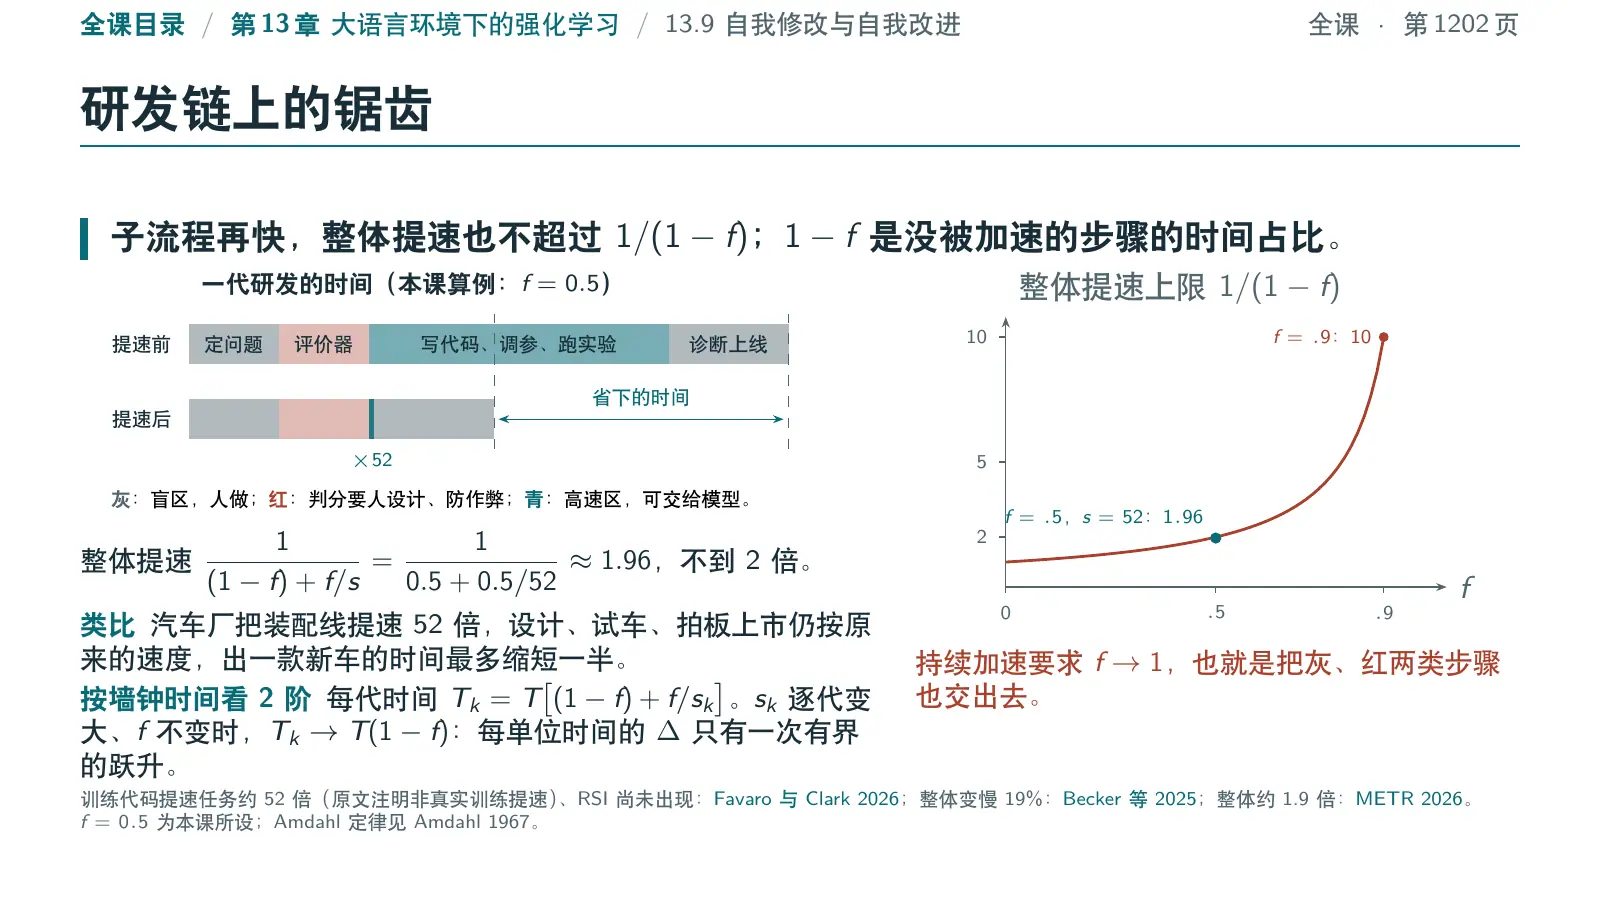 全课目录 / 第13章 大语言环境下的强化学习 / 13.9 自我修改与自我改进
全课 · 第1202页
研发链上的锯齿
子流程再快，整体提速也不超过 1/(1 − f)；1 − f 是没被加速的步骤的时间占比。
一代研发的时间（本课算例：f = 0.5）
提速前 定问题 评价器 写代码、调参、跑实验 诊断上线
提速后 省下的时间
×52
灰：盲区，人做；红：判分要人设计、防作弊；青：高速区，可交给模型。
整体提速 1/((1 − f) + f/s) = 1/(0.5 + 0.5/52) ≈ 1.96，不到 2 倍。
类比 汽车厂把装配线提速 52 倍，设计、试车、拍板上市仍按原
来的速度，出一款新车的时间最多缩短一半。
按墙钟时间看 2 阶 每代时间 T_k = T[(1 − f) + f/s_k]。s_k 逐代变
大、f 不变时，T_k → T(1 − f)：每单位时间的 Δ 只有一次有界
的跃升。
整体提速上限 1/(1 − f)
10
f = .9：10
5
f = .5，s = 52：1.96
2
f
0 .5 .9
持续加速要求 f → 1，也就是把灰、红两类步骤
也交出去。
训练代码提速任务约 52 倍（原文注明非真实训练提速）、RSI 尚未出现：Favaro 与 Clark 2026；整体变慢 19%：Becker 等 2025；整体约 1.9 倍：METR 2026。
f = 0.5 为本课所设；Amdahl 定律见 Amdahl 1967。